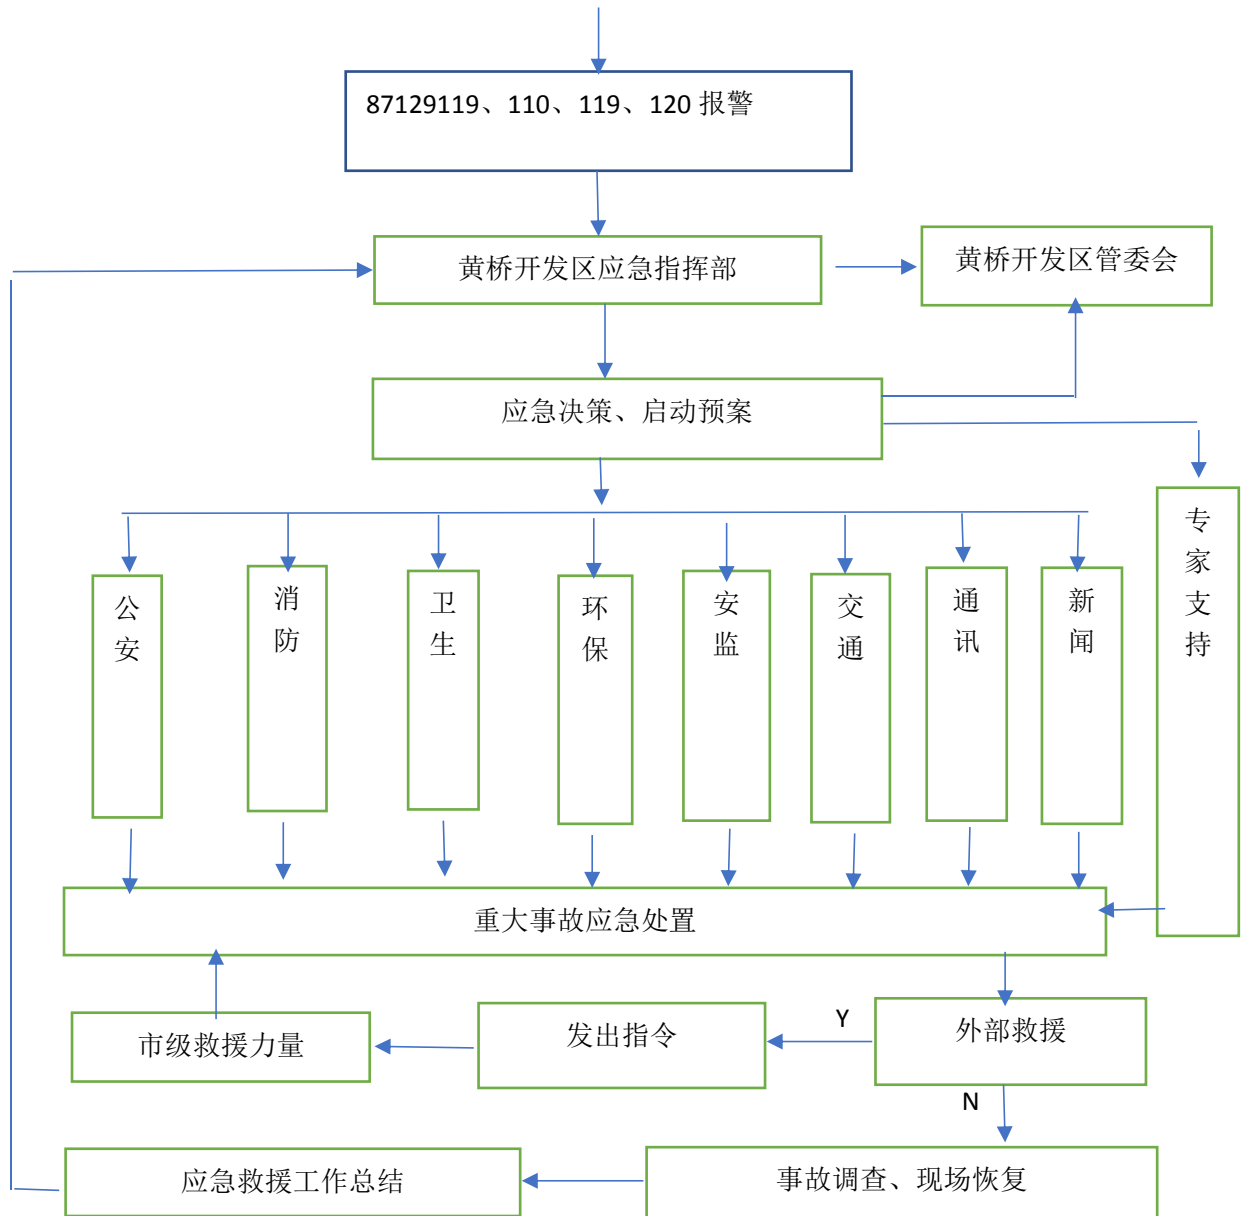 87129119、110、119、120 报警
黄桥开发区应急指挥部
黄桥开发区管委会
应急决策、启动预案
公安
消防
卫生
环保
安监
交通
通讯
新闻
专家支持
重大事故应急处置
市级救援力量
发出指令
Y
外部救援
N
应急救援工作总结
事故调查、现场恢复